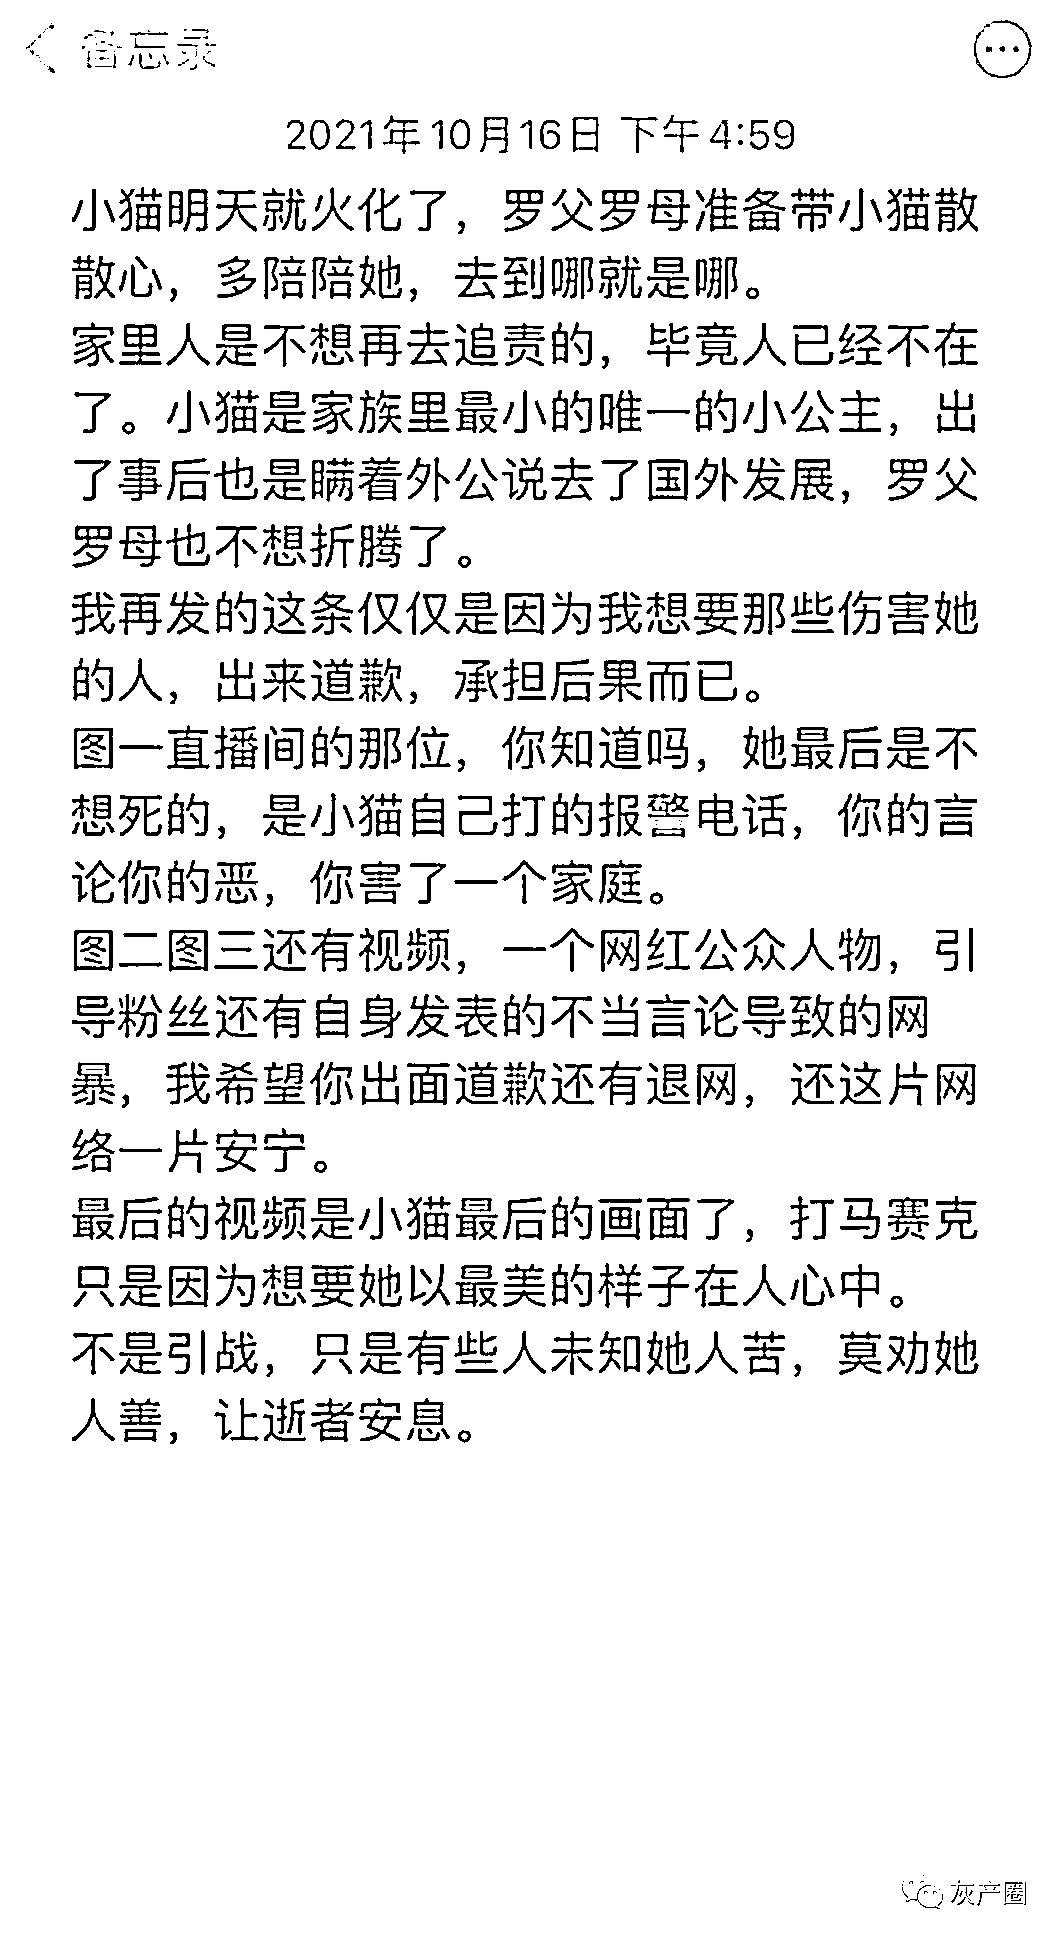 备忘录
2021年10月16日 下午4:59
小猫明天就火化了，罗父罗母准备带小猫散
散心，多陪陪她，去到哪就是哪。
家里人是不想再去追责的，毕竟人已经不在
了。小猫是家族里最小的唯一的小公主，出
了事后也是瞒着外公说去了国外发展，罗父
罗母也不想折腾了。
我再发的这条仅仅是因为我想要那些伤害她
的人，出来道歉，承担后果而已。
图一直播间的那位，你知道吗，她最后是不
想死的，是小猫自己打的报警电话，你的言
论你的恶，你害了一个家庭。
图二图三还有视频，一个网红公众人物，引
导粉丝还有自身发表的不当言论导致的网
暴，我希望你出面道歉还有退网，还这片网
络一片安宁。
最后的视频是小猫最后的画面了，打马赛克
只是因为想要她以最美的样子在人心中。
不是引战，只是有些人未知她人苦，莫劝她
人善，让逝者安息。
灰产圈